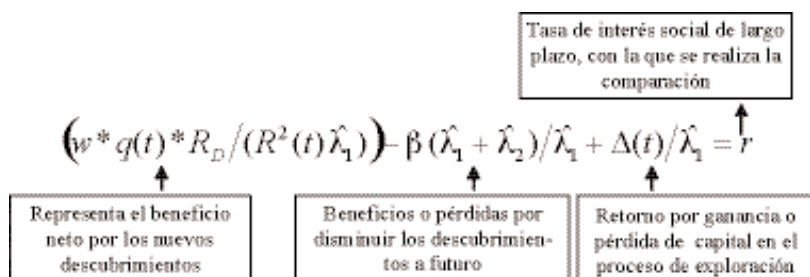 Tasa de interés social de largo
plazo, con la que se realiza la
comparación
(w * q(t) * R_D/(R²(t)λ̂₁)) − β(λ̂₁ + λ̂₂)/λ̂₁ + Δ(t)/λ̂₁ = r
Representa el beneficio
neto por los nuevos
descubrimientos
Beneficios o pérdidas por
disminuir los descubrimien-
tos a futuro
Retorno por ganancia o
pérdida de capital en el
proceso de exploración